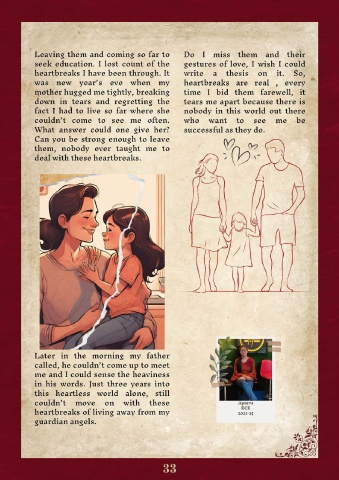 Leaving them and coming so far to
seek education. I lost count of the
heartbreaks I have been through. It
was new year's eve when my
mother hugged me tightly, breaking
down in tears and regretting the
fact I had to live so far where she
couldn't come to see me often.
What answer could one give her?
Can you be strong enough to leave
them, nobody ever taught me to
deal with these heartbreaks.
Later in the morning my father
called, he couldn't come up to meet
me and I could sense the heaviness
in his words. Just three years into
this heartless world alone, still
couldn't move on with these
heartbreaks of living away from my
guardian angels.
Do I miss them and their
gestures of love, I wish I could
write a thesis on it. So,
heartbreaks are real , every
time I bid them farewell, it
tears me apart because there is
nobody in this world out there
who want to see me be
successful as they do.
ECE
2021-25
33